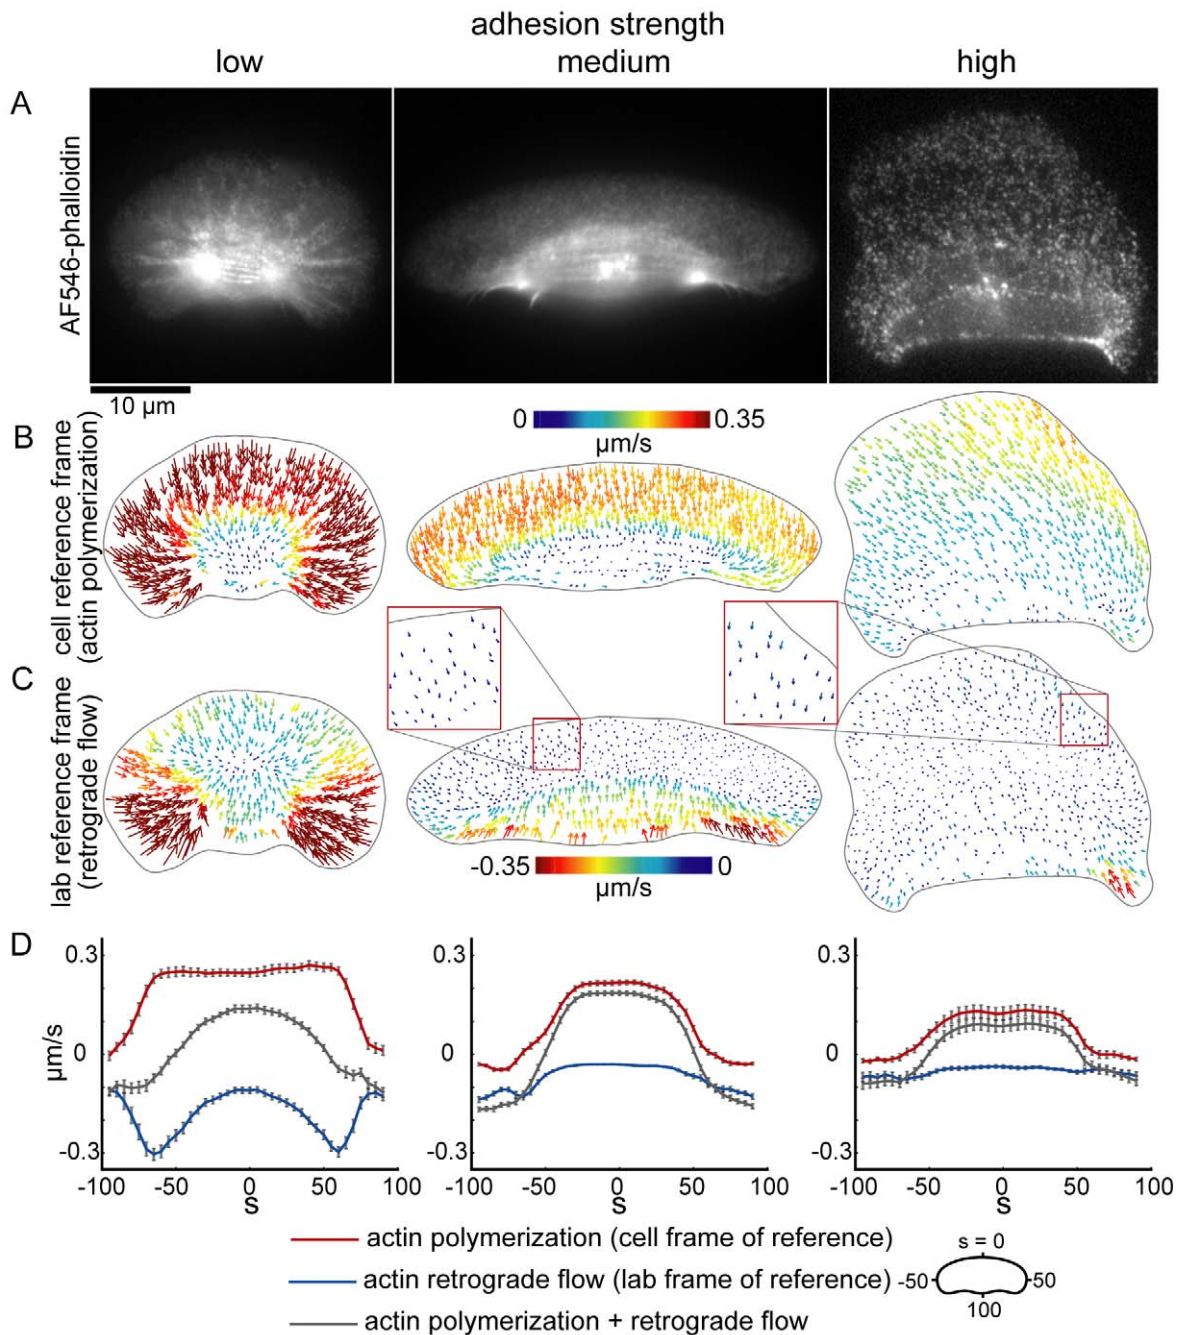 adhesion strength
low medium high
A
AF546-phalloidin
10 µm
B
cell reference frame
(actin polymerization)
0 0.35
µm/s
C
lab reference frame
(retrograde flow)
-0.35 0
µm/s
D
µm/s
0.3 0.3 0.3
0 0 0
-0.3 -0.3 -0.3
-100 -50 0 50 100 -100 -50 0 50 100 -100 -50 0 50 100
s s s
actin polymerization (cell frame of reference)
actin retrograde flow (lab frame of reference)
actin polymerization + retrograde flow
s = 0
-50 50
100